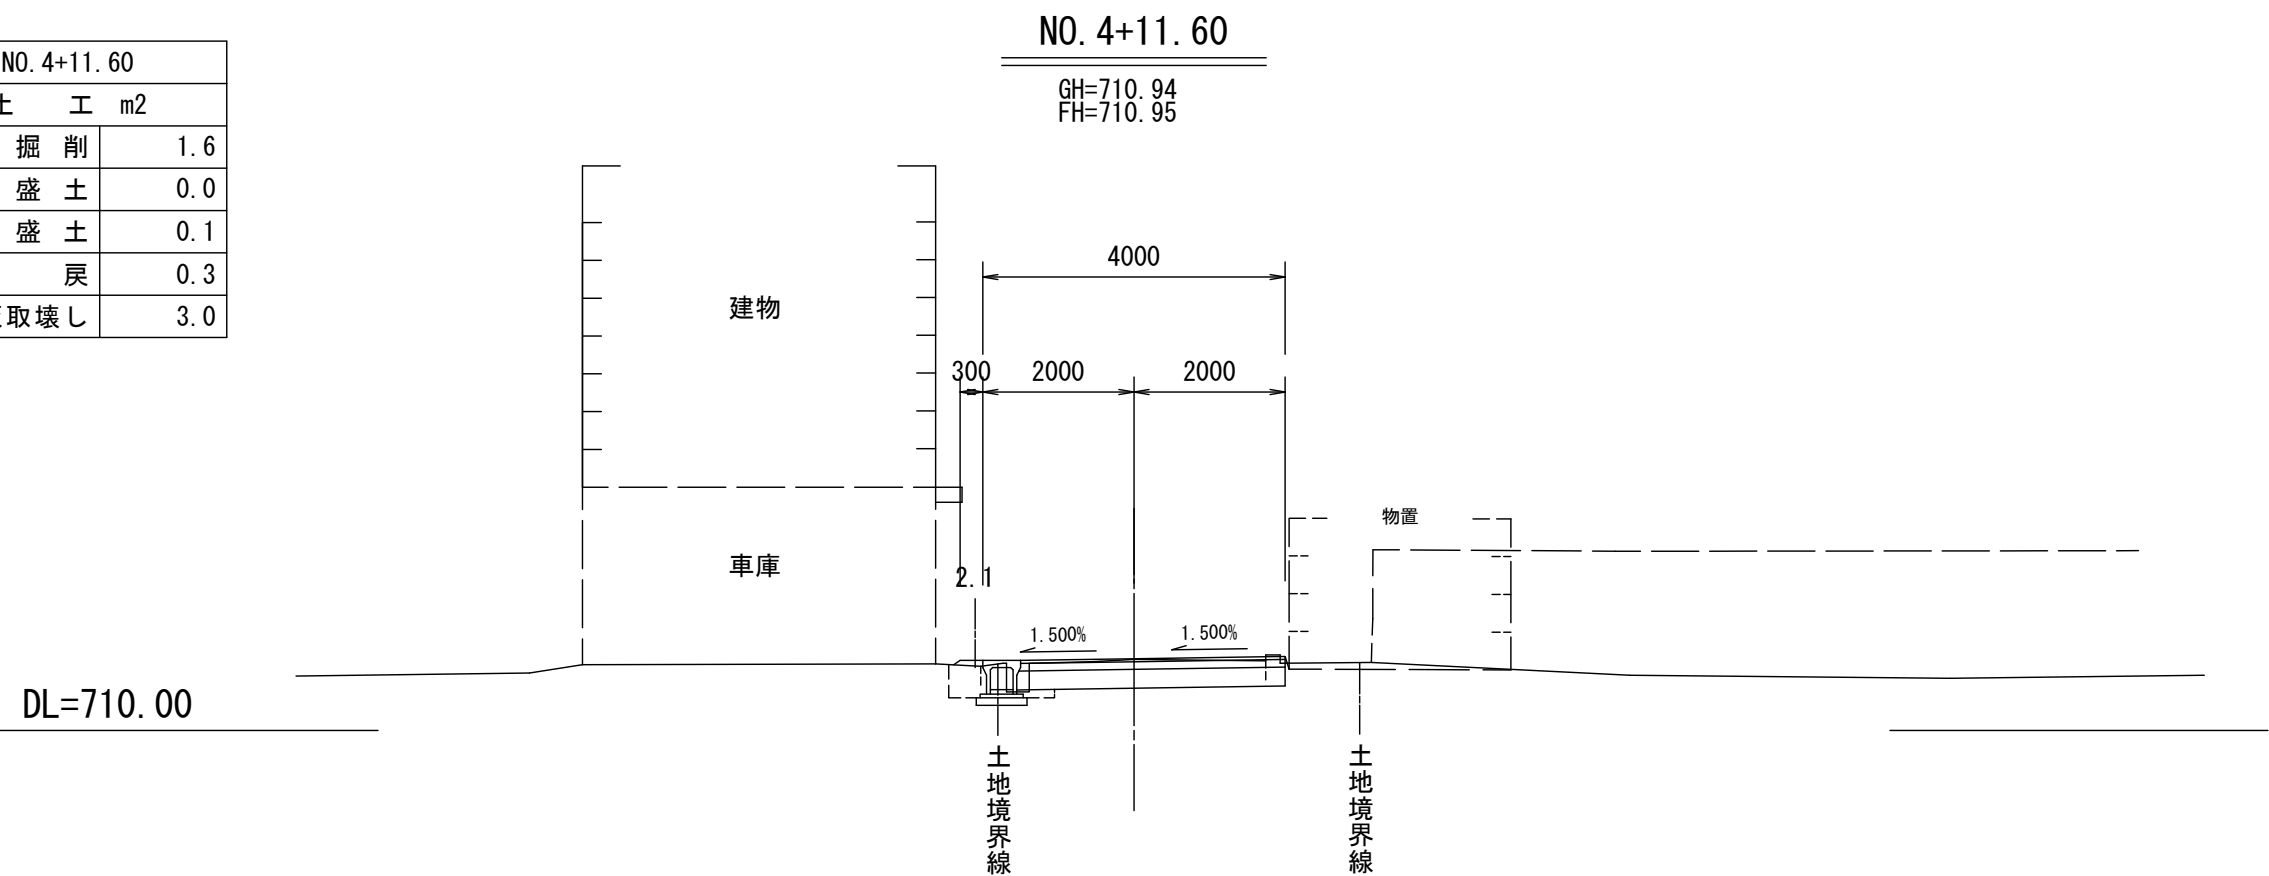 NO.4+11.60
GH=710.94
FH=710.95
NO.4+11.60
土 工 m2
掘 削 1.6
盛 土 0.0
盛 土 0.1
戻 0.3
取壊し 3.0
4000
建物
300 2000 2000
物置
車庫
2.1
1.500% 1.500%
DL=710.00
土地境界線
土地境界線